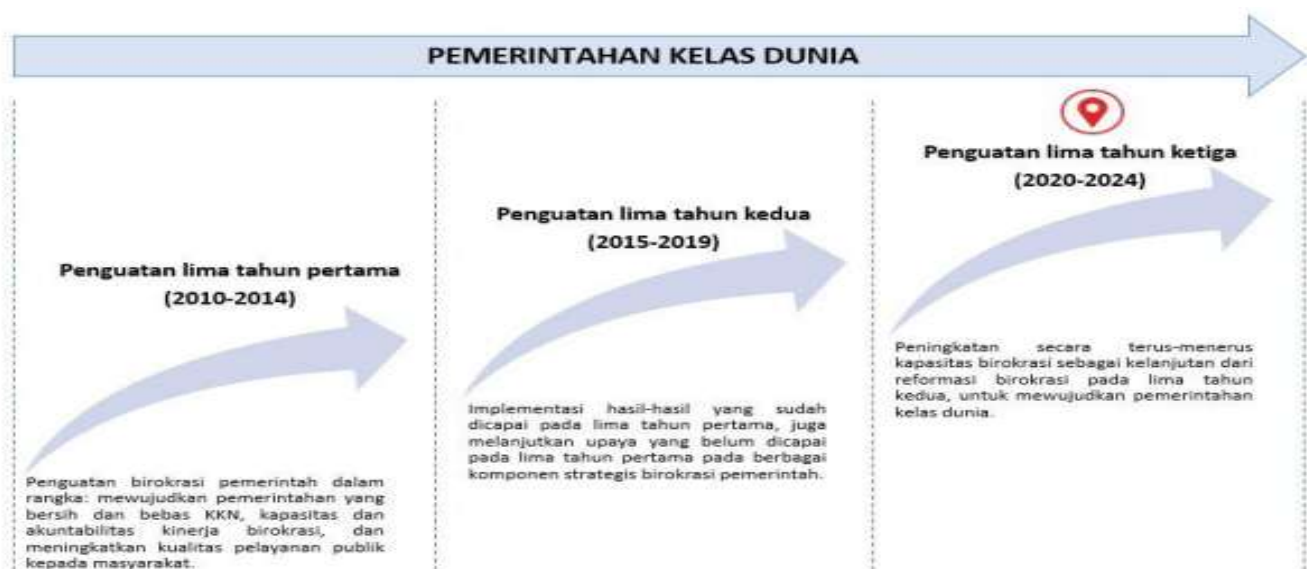 PEMERINTAHAN KELAS DUNIA
Penguatan lima tahun pertama
(2010-2014)
Penguatan birokrasi pemerintah dalam
rangka: mewujudkan pemerintahan yang
bersih dan bebas KKN, kapasitas dan
akuntabilitas kinerja birokrasi, dan
meningkatkan kualitas pelayanan publik
kepada masyarakat.
Penguatan lima tahun kedua
(2015-2019)
Implementasi hasil-hasil yang sudah
dicapai pada lima tahun pertama, juga
melanjutkan upaya yang belum dicapai
pada lima tahun pertama pada berbagai
komponen strategis birokrasi pemerintah.
Penguatan lima tahun ketiga
(2020-2024)
Peningkatan secara terus-menerus
kapasitas birokrasi sebagai kelanjutan dari
reformasi birokrasi pada lima tahun
kedua, untuk mewujudkan pemerintahan
kelas dunia.